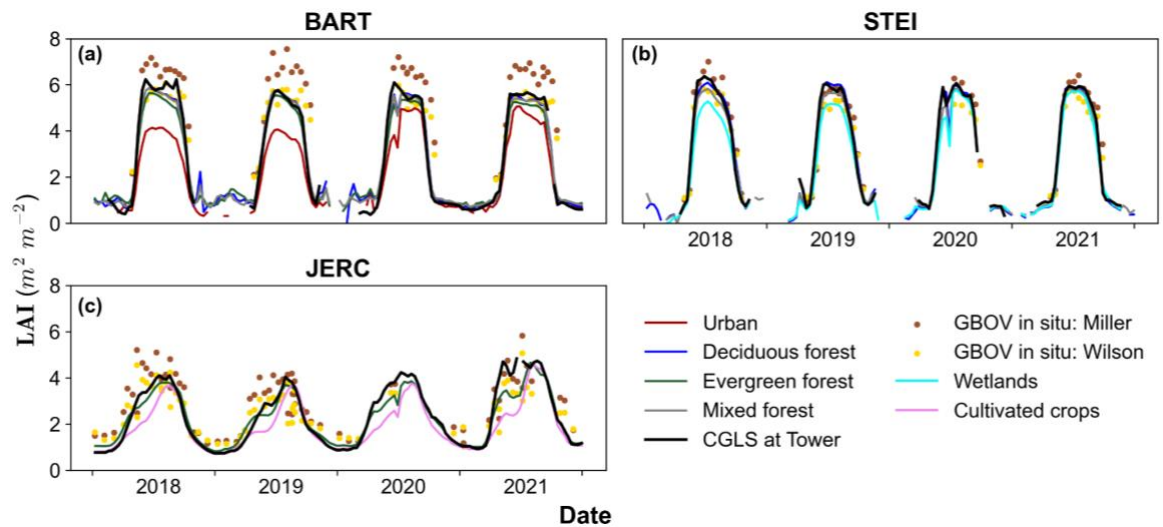 BART
STEI
8
6
4
2
0
(a)
(b)
2018
2019
2020
2021
JERC
LAI (m² m⁻²)
8
6
4
2
0
(c)
2018
2019
2020
2021
Date
Urban
Deciduous forest
Evergreen forest
Mixed forest
CGLS at Tower
GBOV in situ: Miller
GBOV in situ: Wilson
Wetlands
Cultivated crops